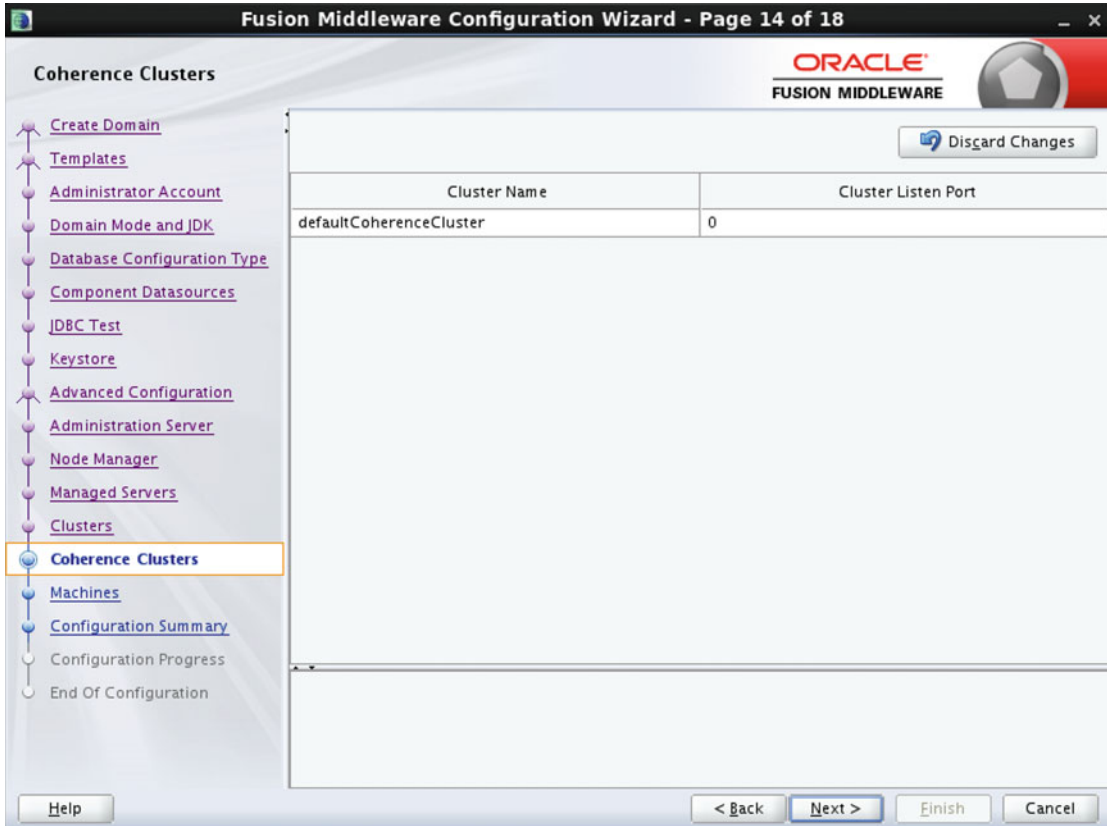 Fusion Middleware Configuration Wizard - Page 14 of 18
Coherence Clusters
ORACLE
FUSION MIDDLEWARE
Create Domain
Templates
Administrator Account
Domain Mode and JDK
Database Configuration Type
Component Datasources
JDBC Test
Keystore
Advanced Configuration
Administration Server
Node Manager
Managed Servers
Clusters
Coherence Clusters
Machines
Configuration Summary
Configuration Progress
End Of Configuration
Discard Changes
Cluster Name Cluster Listen Port
defaultCoherenceCluster 0
Help < Back Next > Finish Cancel